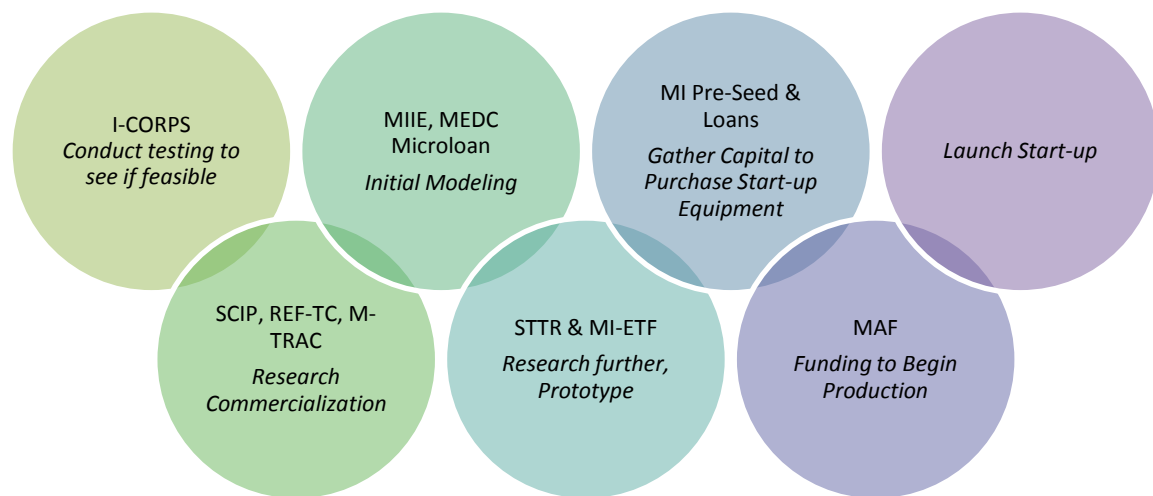 I-CORPS
Conduct testing to
see if feasible
SCIP, REF-TC, M-
TRAC
Research
Commercialization
MIIE, MEDC
Microloan
Initial Modeling
STTR & MI-ETF
Research further,
Prototype
MI Pre-Seed &
Loans
Gather Capital to
Purchase Start-up
Equipment
MAF
Funding to Begin
Production
Launch Start-up